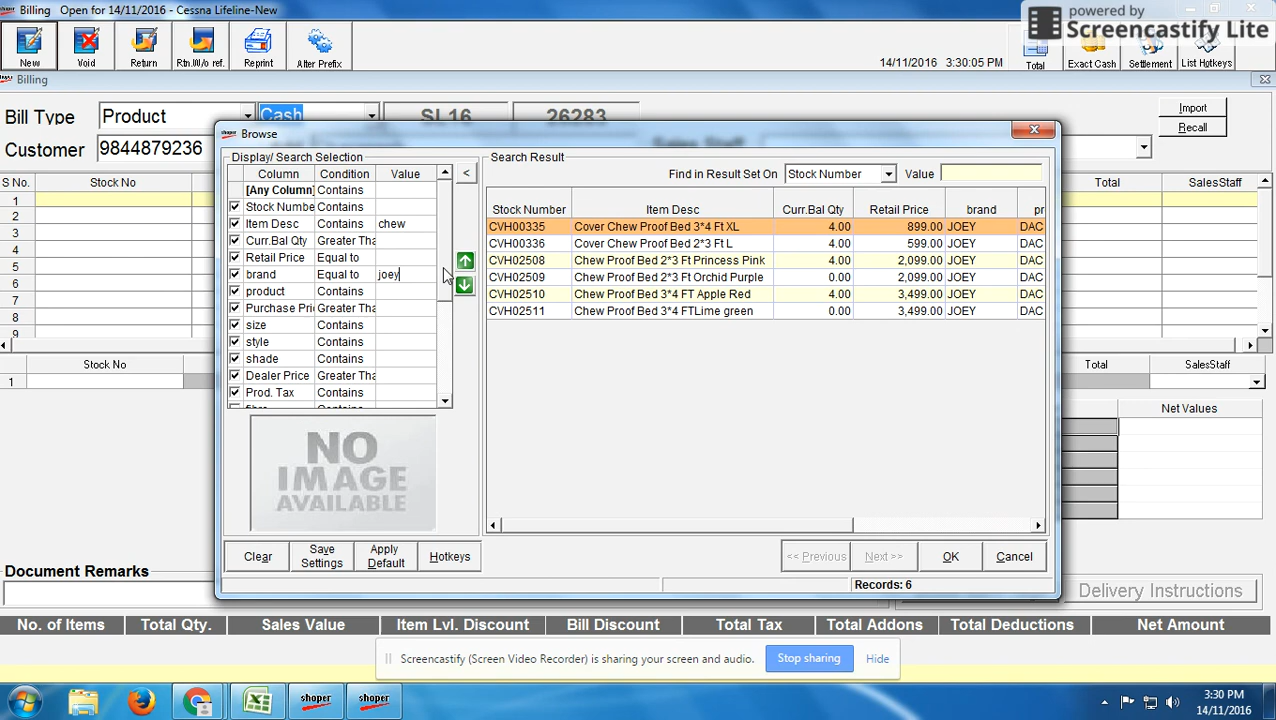 Billing Open for 14/11/2016 - Cessna Lifeline-New
powered by
Screencastify Lite
New Void Return Rtn.W/o ref. Reprint Alter Prefix 14/11/2016 3:30:05 PM Total Exact Cash Settlement List Hotkeys
Billing
Bill Type Product Cash SL16 26283 Import
Recall
Customer 9844879236
S No. Stock No Total SalesStaff
1
2
3
4
5
6
7
8
9
Stock No Total SalesStaff
1
Net Values
shoper Browse
Display/ Search Selection
Column Condition Value <
[Any Column] Contains
Stock Numbe Contains
Item Desc Contains chew
Curr.Bal Qty Greater Tha
Retail Price Equal to
brand Equal to joey
product Contains
Purchase Pri Greater Tha
size Contains
style Contains
shade Contains
Dealer Price Greater Tha
Prod. Tax Contains
Search Result
Find in Result Set On Stock Number Value
Stock Number Item Desc Curr.Bal Qty Retail Price brand pr
CVH00335 Cover Chew Proof Bed 3*4 Ft XL 4.00 899.00 JOEY DAC
CVH00336 Cover Chew Proof Bed 2*3 Ft L 4.00 599.00 JOEY DAC
CVH02508 Chew Proof Bed 2*3 Ft Princess Pink 4.00 2,099.00 JOEY DAC
CVH02509 Chew Proof Bed 2*3 Ft Orchid Purple 0.00 2,099.00 JOEY DAC
CVH02510 Chew Proof Bed 3*4 FT Apple Red 4.00 3,499.00 JOEY DAC
CVH02511 Chew Proof Bed 3*4 FTLime green 0.00 3,499.00 JOEY DAC
NO
IMAGE
AVAILABLE
Clear Save Settings Apply Default Hotkeys << Previous Next >> OK Cancel
Records: 6
Document Remarks
Delivery Instructions
No. of Items Total Qty. Sales Value Item Lvl. Discount Bill Discount Total Tax Total Addons Total Deductions Net Amount
Screencastify (Screen Video Recorder) is sharing your screen and audio. Stop sharing Hide
shoper shoper 3:30 PM
14/11/2016